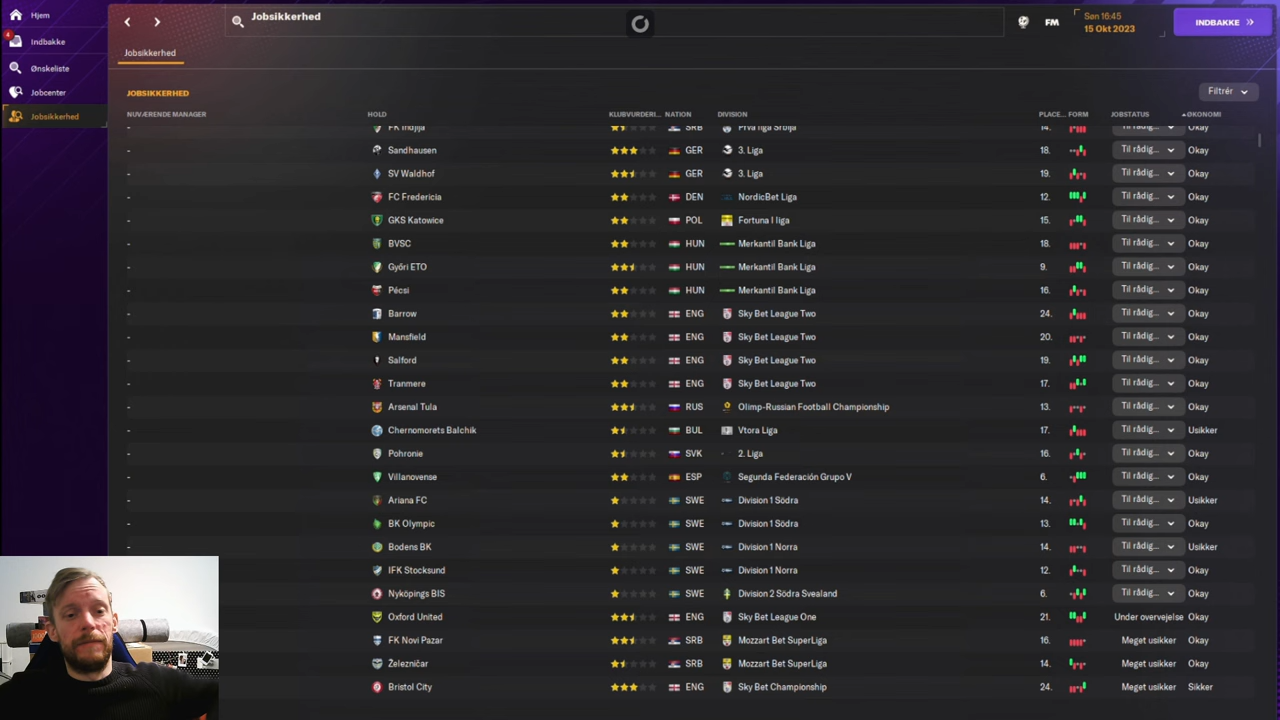 Hjem
Jobsikkerhed
Søn 16:45
15 Okt 2023
FM
INDBAKKE
4
Indbakke
Ønskeliste
Jobcenter
Jobsikkerhed
Jobsikkerhed
JOBSIKKERHED
Filtrér
NUVÆRENDE MANAGER HOLD KLUBVURDERI... NATION DIVISION PLACE... FORM JOBSTATUS ØKONOMI
- FK Inđija SRB Prva liga Srbija 14. Til rådig... Okay
- Sandhausen GER 3. Liga 18. Til rådig... Okay
- SV Waldhof GER 3. Liga 19. Til rådig... Okay
- FC Fredericia DEN NordicBet Liga 12. Til rådig... Okay
- GKS Katowice POL Fortuna I liga 15. Til rådig... Okay
- BVSC HUN Merkantil Bank Liga 18. Til rådig... Okay
- Győri ETO HUN Merkantil Bank Liga 9. Til rådig... Okay
- Pécsi HUN Merkantil Bank Liga 16. Til rådig... Okay
- Barrow ENG Sky Bet League Two 24. Til rådig... Okay
- Mansfield ENG Sky Bet League Two 20. Til rådig... Okay
- Salford ENG Sky Bet League Two 19. Til rådig... Okay
- Tranmere ENG Sky Bet League Two 17. Til rådig... Okay
- Arsenal Tula RUS Olimp-Russian Football Championship 13. Til rådig... Okay
- Chernomorets Balchik BUL Vtora Liga 17. Til rådig... Usikker
- Pohronie SVK 2. Liga 16. Til rådig... Okay
- Villanovense ESP Segunda Federación Grupo V 6. Til rådig... Okay
- Ariana FC SWE Division 1 Södra 14. Til rådig... Usikker
- BK Olympic SWE Division 1 Södra 13. Til rådig... Okay
- Bodens BK SWE Division 1 Norra 14. Til rådig... Usikker
IFK Stocksund SWE Division 1 Norra 12. Til rådig... Okay
Nyköpings BIS SWE Division 2 Södra Svealand 6. Til rådig... Okay
Oxford United ENG Sky Bet League One 21. Under overvejelse Okay
FK Novi Pazar SRB Mozzart Bet SuperLiga 16. Meget usikker Okay
Železničar SRB Mozzart Bet SuperLiga 14. Meget usikker Okay
Bristol City ENG Sky Bet Championship 24. Meget usikker Sikker